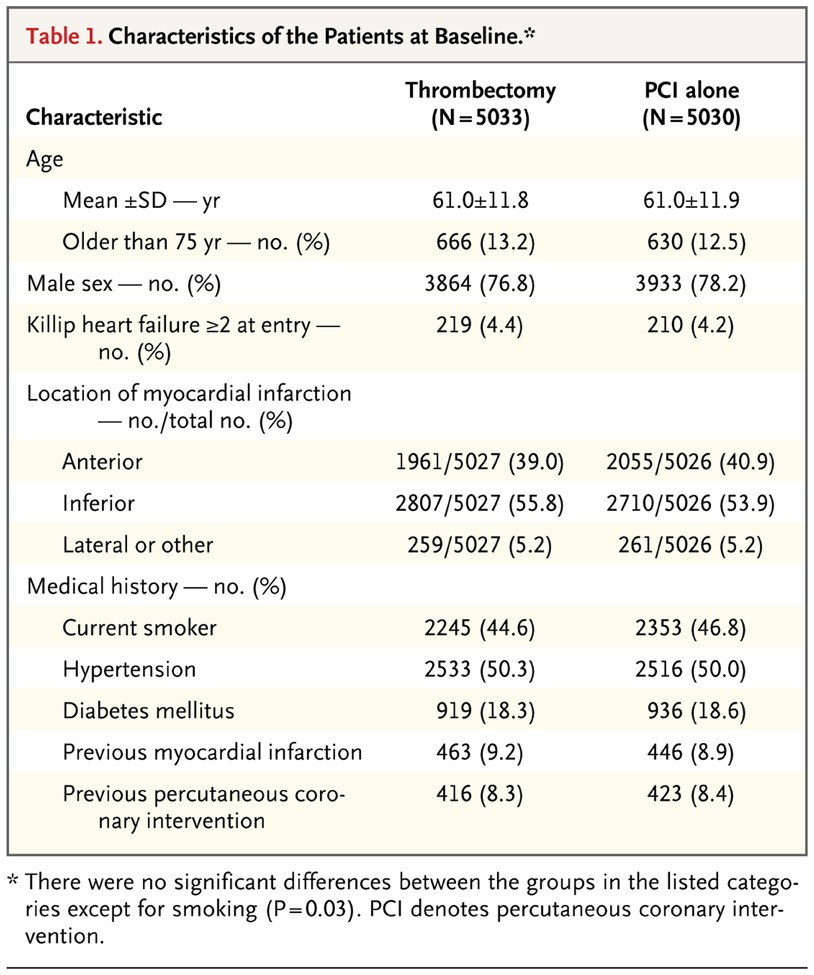 Table 1. Characteristics of the Patients at Baseline.*
Characteristic Thrombectomy (N=5033) PCI alone (N=5030)
Age
Mean ±SD — yr 61.0±11.8 61.0±11.9
Older than 75 yr — no. (%) 666 (13.2) 630 (12.5)
Male sex — no. (%) 3864 (76.8) 3933 (78.2)
Killip heart failure ≥2 at entry — 219 (4.4) 210 (4.2)
no. (%)
Location of myocardial infarction
— no./total no. (%)
Anterior 1961/5027 (39.0) 2055/5026 (40.9)
Inferior 2807/5027 (55.8) 2710/5026 (53.9)
Lateral or other 259/5027 (5.2) 261/5026 (5.2)
Medical history — no. (%)
Current smoker 2245 (44.6) 2353 (46.8)
Hypertension 2533 (50.3) 2516 (50.0)
Diabetes mellitus 919 (18.3) 936 (18.6)
Previous myocardial infarction 463 (9.2) 446 (8.9)
Previous percutaneous coro- 416 (8.3) 423 (8.4)
nary intervention
* There were no significant differences between the groups in the listed catego-
ries except for smoking (P=0.03). PCI denotes percutaneous coronary inter-
vention.